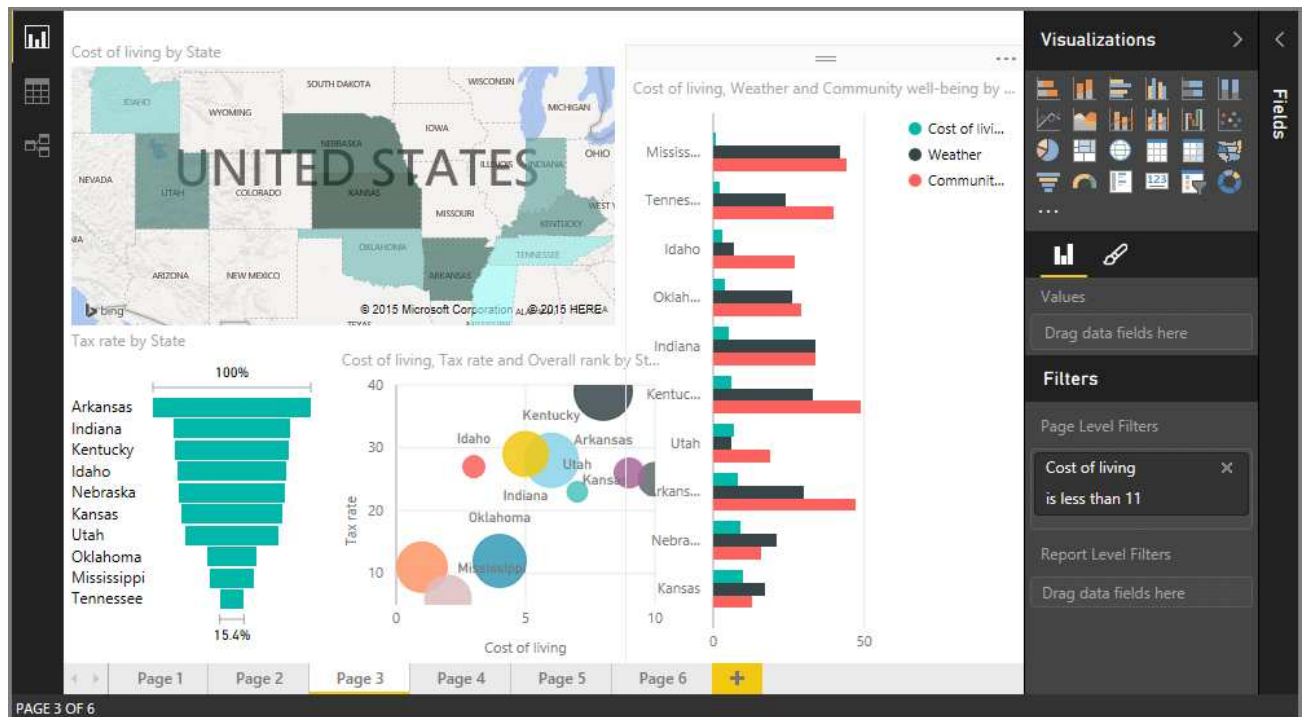 Cost of living by State
IDAHO
WYOMING
SOUTH DAKOTA
WISCONSIN
MICHIGAN
IOWA
NEBRASKA
UNITED STATES
ILLINOIS
INDIANA
OHIO
NEVADA
UTAH
COLORADO
KANSAS
MISSOURI
WEST V
KENTUCKY
OKLAHOMA
TENNESSEE
ARIZONA
NEW MEXICO
ARKANSAS
bing
© 2015 Microsoft Corporation
© 2015 HERE
TEXAS
Tax rate by State
100%
Arkansas
Indiana
Kentucky
Idaho
Nebraska
Kansas
Utah
Oklahoma
Mississippi
Tennessee
15.4%
Cost of living, Tax rate and Overall rank by St...
Tax rate
40
30
20
10
Kentucky
Idaho
Arkansas
Utah
Kansas
Indiana
Oklahoma
Mississippi
0
5
10
Cost of living
Cost of living, Weather and Community well-being by ...
Cost of livi...
Weather
Communit...
Mississ...
Tennes...
Idaho
Oklah...
Indiana
Kentuc...
Utah
Arkans...
Nebra...
Kansas
0
50
Visualizations
123
...
Values
Drag data fields here
Filters
Page Level Filters
Cost of living
is less than 11
Report Level Filters
Drag data fields here
Fields
Page 1 Page 2 Page 3 Page 4 Page 5 Page 6 +
PAGE 3 OF 6